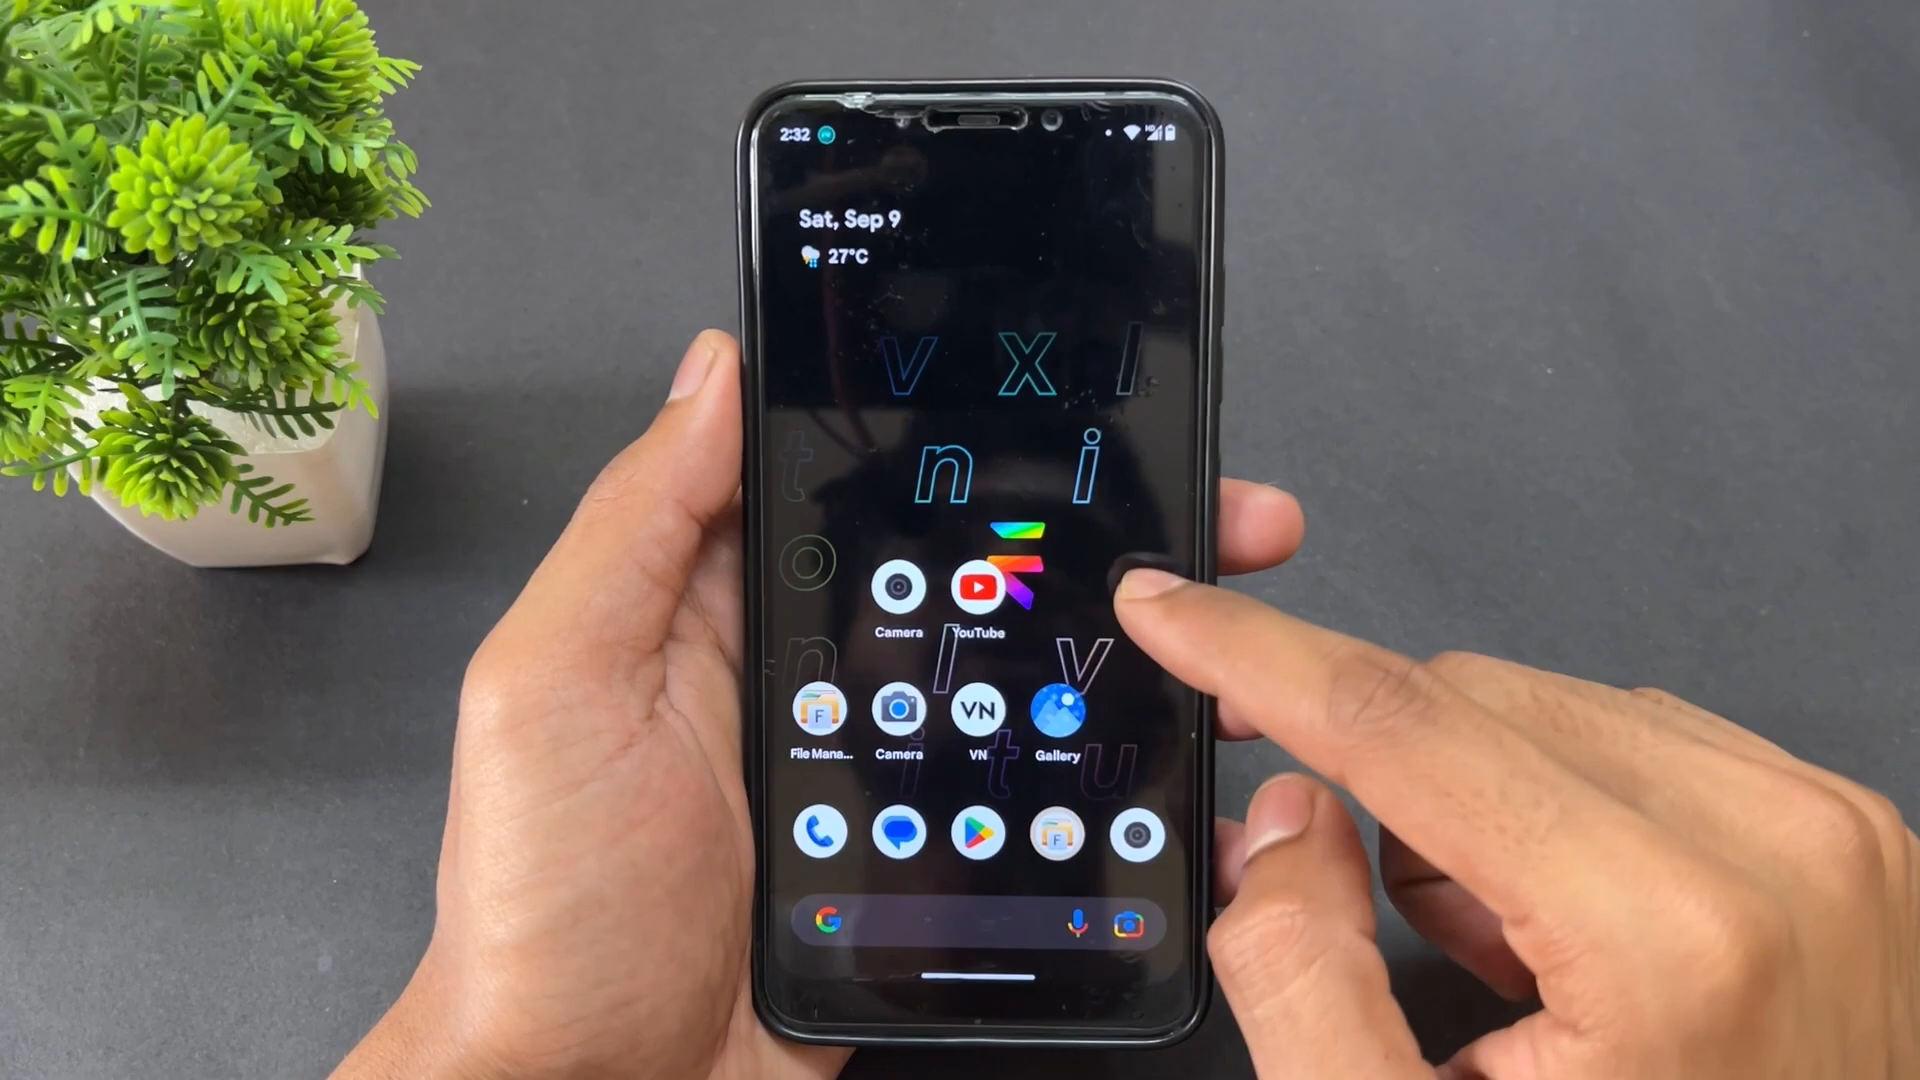 2:32
Sat, Sep 9
27°C
v x l
t n i
o
Camera YouTube
n l v
F
VN
File Mana... Camera VN Gallery
i t u
F
G